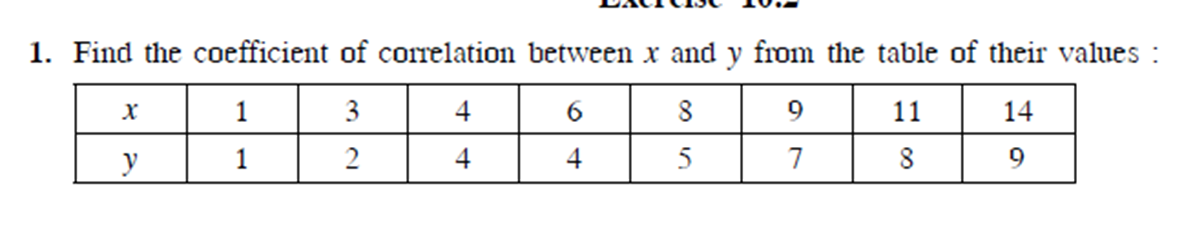 1. Find the coefficient of correlation between x and y from the table of their values :
x 1 3 4 6 8 9 11 14
y 1 2 4 4 5 7 8 9